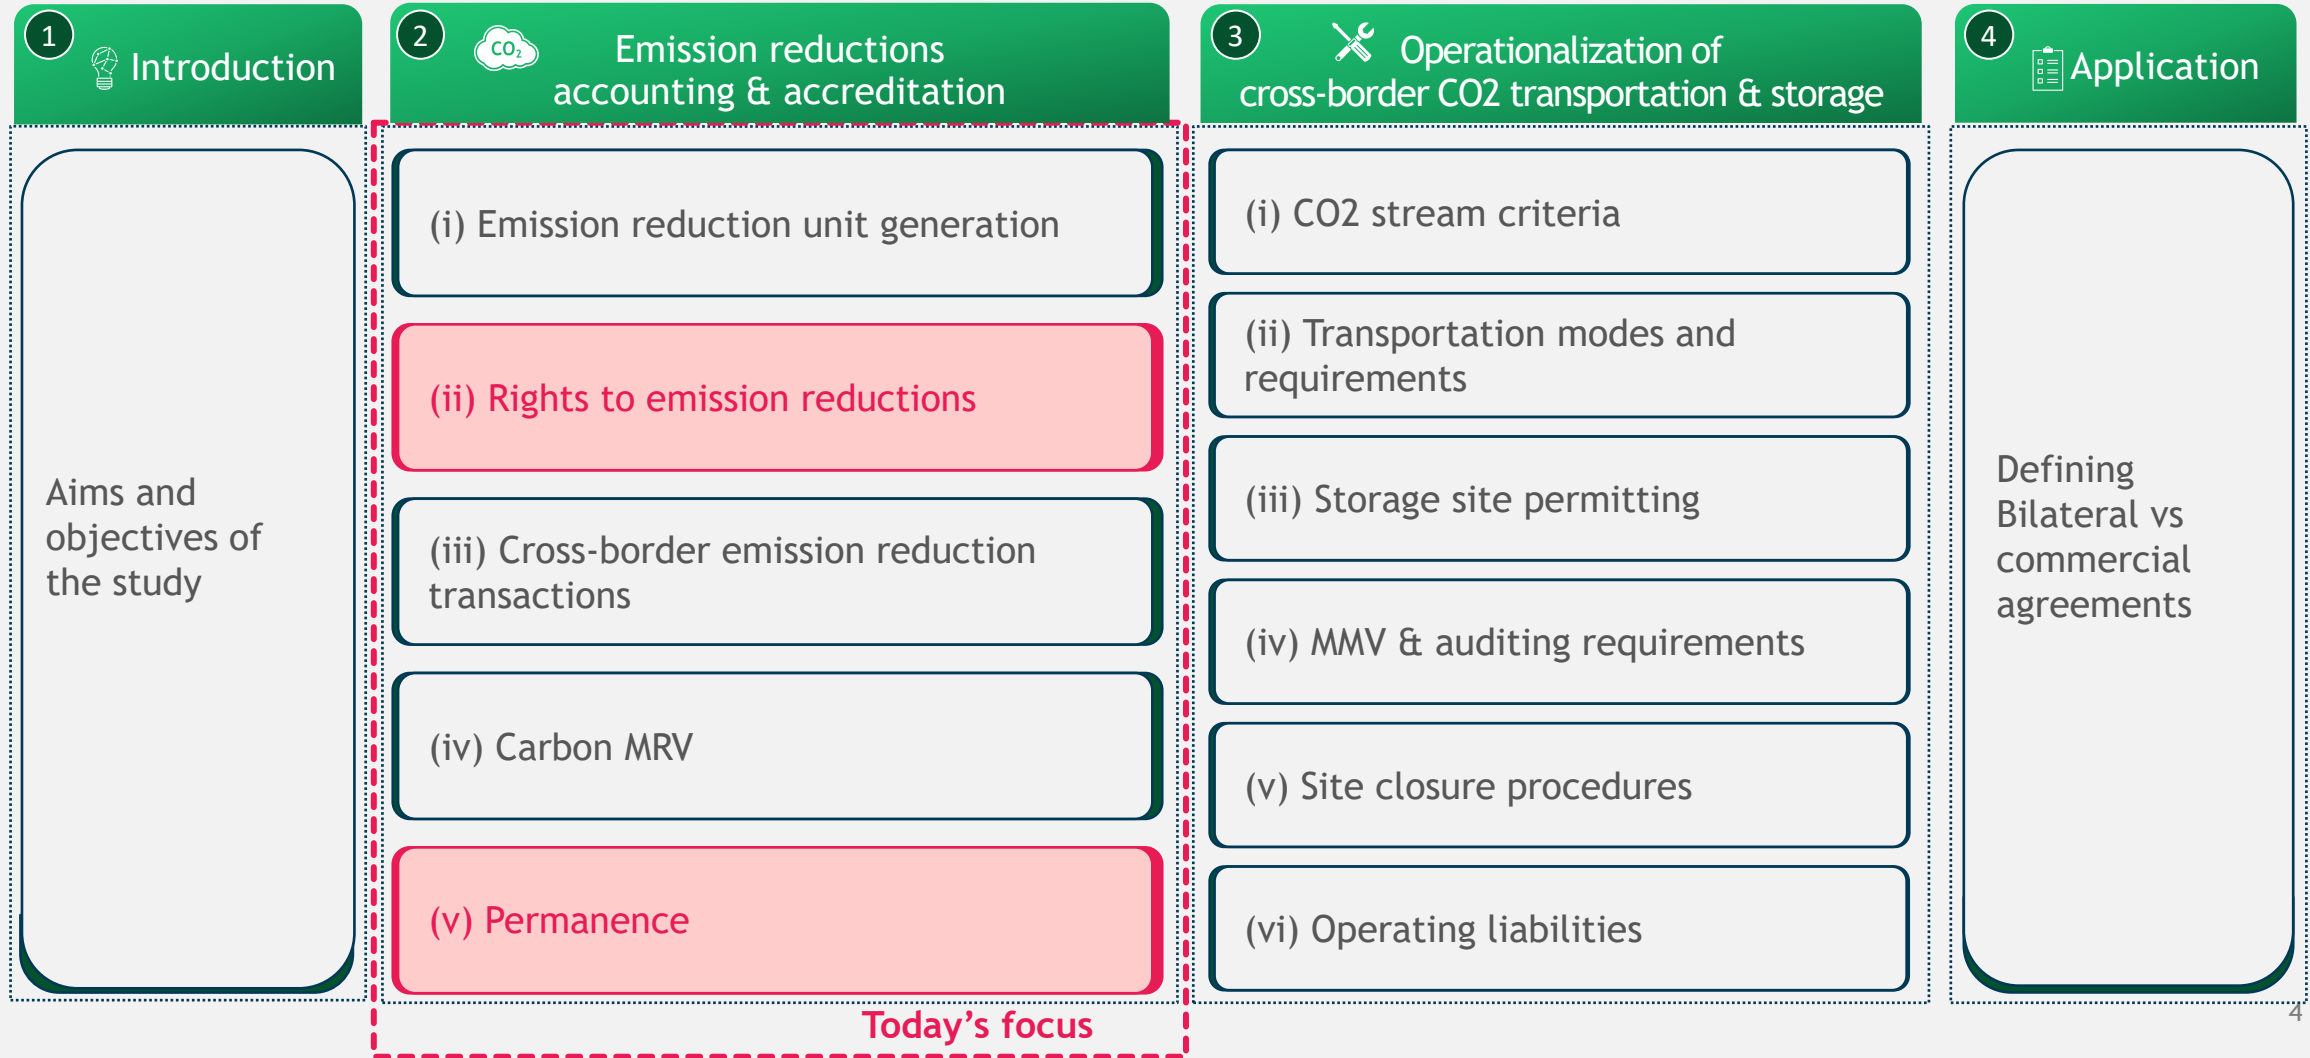 1
Introduction
2
CO2
Emission reductions
accounting & accreditation
3
Operationalization of
cross-border CO2 transportation & storage
4
Application
Aims and
objectives of
the study
(i) Emission reduction unit generation
(ii) Rights to emission reductions
(iii) Cross-border emission reduction
transactions
(iv) Carbon MRV
(v) Permanence
Today’s focus
(i) CO2 stream criteria
(ii) Transportation modes and
requirements
(iii) Storage site permitting
(iv) MMV & auditing requirements
(v) Site closure procedures
(vi) Operating liabilities
Defining
Bilateral vs
commercial
agreements
4